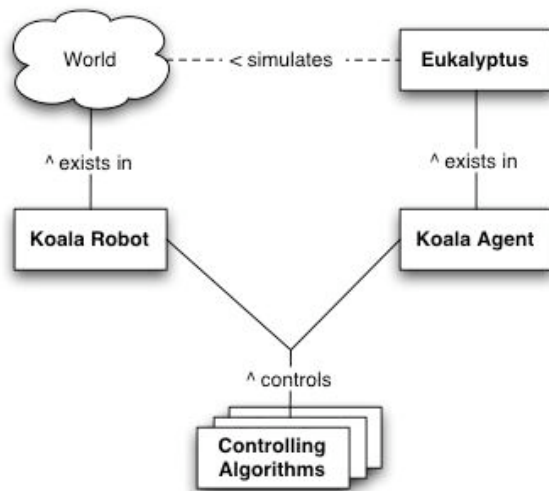 World
< simulates
Eukalyptus
^ exists in
^ exists in
Koala Robot
Koala Agent
^ controls
Controlling
Algorithms